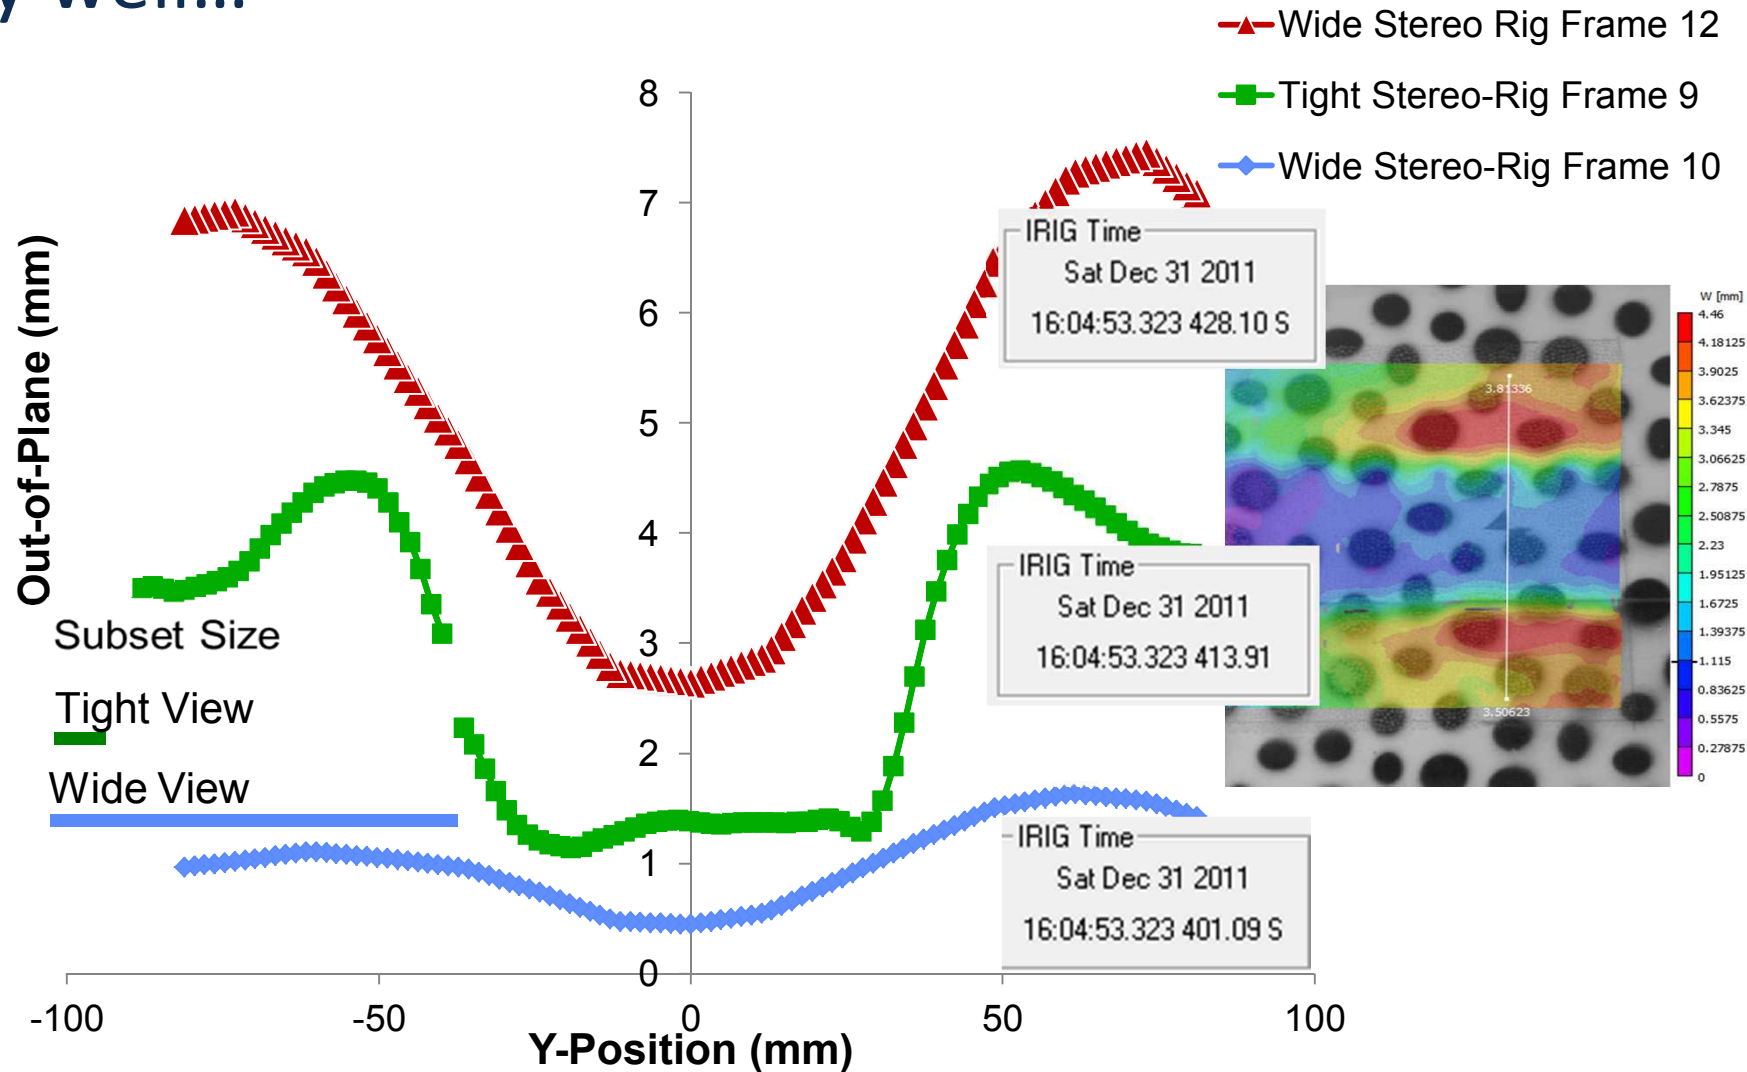 y well...
Wide Stereo Rig Frame 12
Tight Stereo-Rig Frame 9
Wide Stereo-Rig Frame 10
Out-of-Plane (mm)
8
7
6
5
4
3
2
1
0
-100
-50
0
50
100
Y-Position (mm)
Subset Size
Tight View
Wide View
IRIG Time
Sat Dec 31 2011
16:04:53.323 428.10 S
IRIG Time
Sat Dec 31 2011
16:04:53.323 413.91
IRIG Time
Sat Dec 31 2011
16:04:53.323 401.09 S
3.81336
3.50623
W [mm]
4.46
4.18125
3.9025
3.62375
3.345
3.06625
2.7875
2.50875
2.23
1.95125
1.6725
1.39375
1.115
0.83625
0.5575
0.27875
0